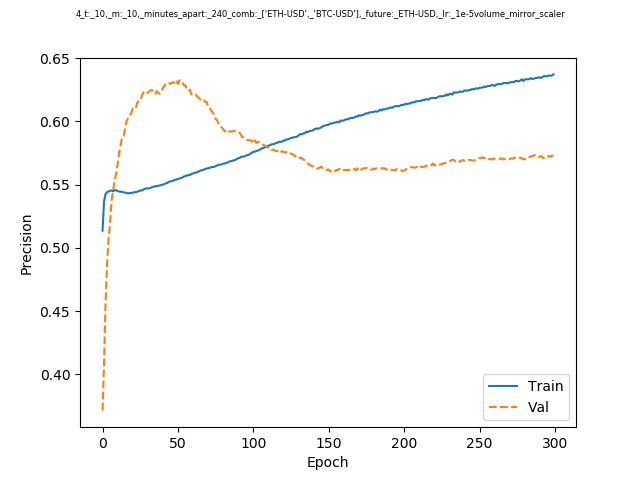 4_t:_10,_m:_10,_minutes_apart:_240_comb:_['ETH-USD',_'BTC-USD'],_future:_ETH-USD,_lr:_1e-5volume_mirror_scaler
0.65
0.60
0.55
0.50
0.45
0.40
Precision
Train
Val
0 50 100 150 200 250 300
Epoch